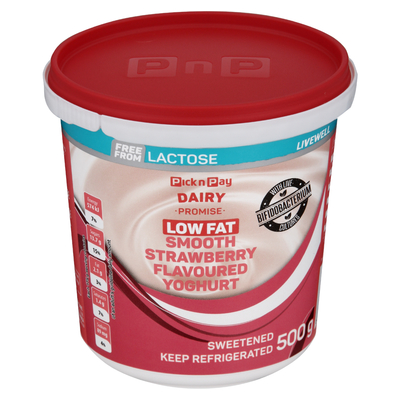 PnP
FREE FROM LACTOSE
LIVEWELL
Pick n Pay
DAIRY
PROMISE
LOW FAT
SMOOTH
STRAWBERRY
FLAVOURED
YOGHURT
WITH LIVE
BIFIDOBACTERIUM
CULTURES
SWEETENED
KEEP REFRIGERATED
500g